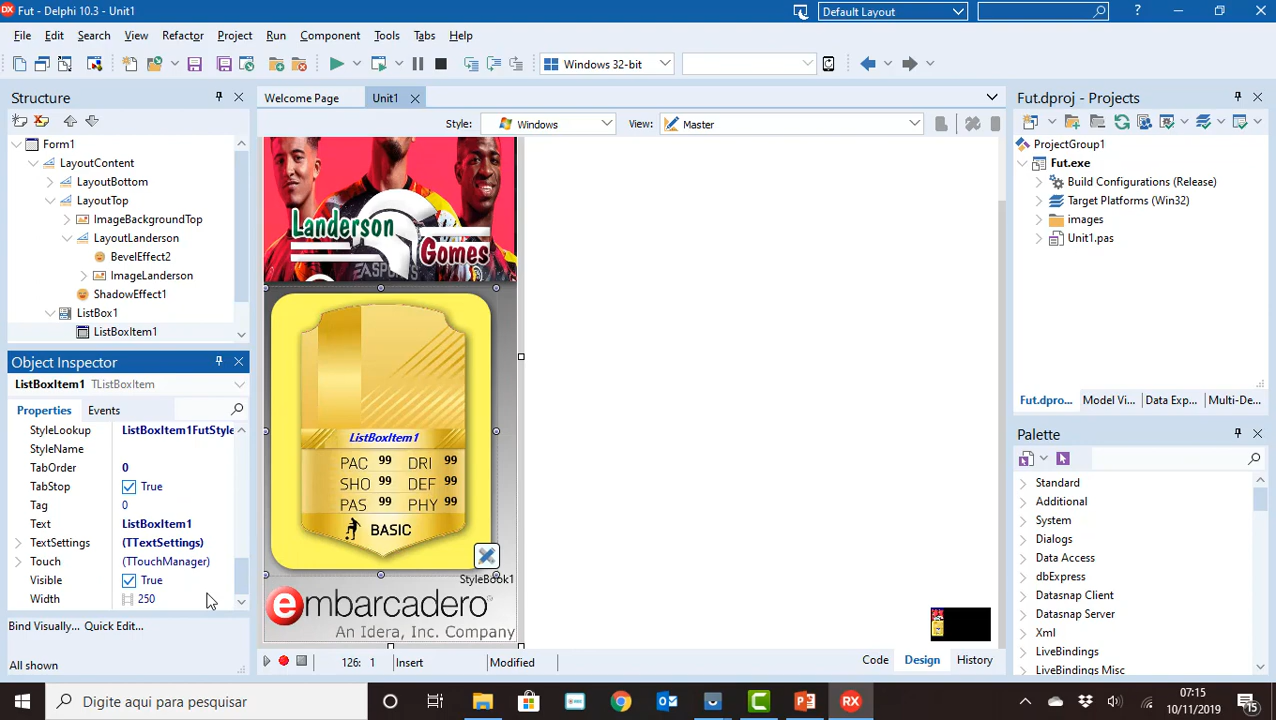 Fut - Delphi 10.3 - Unit1
Default Layout
?
File Edit Search View Refactor Project Run Component Tools Tabs Help
Windows 32-bit
Structure
Form1
LayoutContent
LayoutBottom
LayoutTop
ImageBackgroundTop
LayoutLanderson
BevelEffect2
ImageLanderson
ShadowEffect1
ListBox1
ListBoxItem1
Object Inspector
ListBoxItem1 TListBoxItem
Properties Events
StyleLookup ListBoxItem1FutStyle
StyleName
TabOrder 0
TabStop True
Tag 0
Text ListBoxItem1
TextSettings (TTextSettings)
Touch (TTouchManager)
Visible True
Width 250
Bind Visually... Quick Edit...
All shown
Welcome Page Unit1
Style: Windows View: Master
Landerson
Gomes
EA SPORTS
ListBoxItem1
PAC 99 DRI 99
SHO 99 DEF 99
PAS 99 PHY 99
BASIC
StyleBook1
embarcadero
An Idera, Inc. Company
126: 1 Insert Modified
Code Design History
Fut.dproj - Projects
ProjectGroup1
Fut.exe
Build Configurations (Release)
Target Platforms (Win32)
images
Unit1.pas
Fut.dpro... Model Vi... Data Exp... Multi-De...
Palette
Standard
Additional
System
Dialogs
Data Access
dbExpress
Datasnap Client
Datasnap Server
Xml
LiveBindings
LiveBindings Misc
Digite aqui para pesquisar
RX
07:15
10/11/2019
15